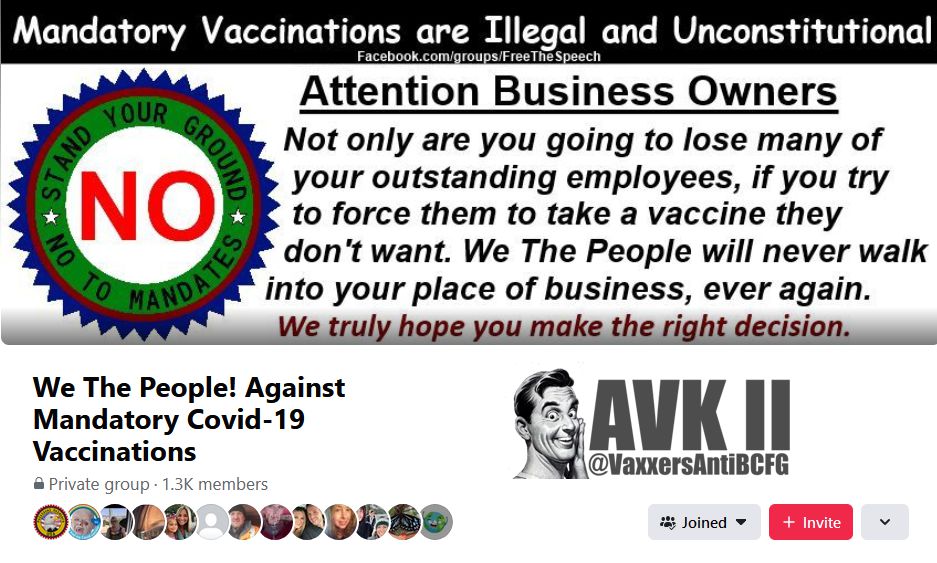 Mandatory Vaccinations are Illegal and Unconstitutional
Facebook.com/groups/FreeTheSpeech
STAND YOUR GROUND
NO
NO TO MANDATES
Attention Business Owners
Not only are you going to lose many of
your outstanding employees, if you try
to force them to take a vaccine they
don't want. We The People will never walk
into your place of business, ever again.
We truly hope you make the right decision.
We The People! Against
Mandatory Covid-19
Vaccinations
Private group · 1.3K members
AVK II
@VaxxersAntiBCFG
Joined
+ Invite